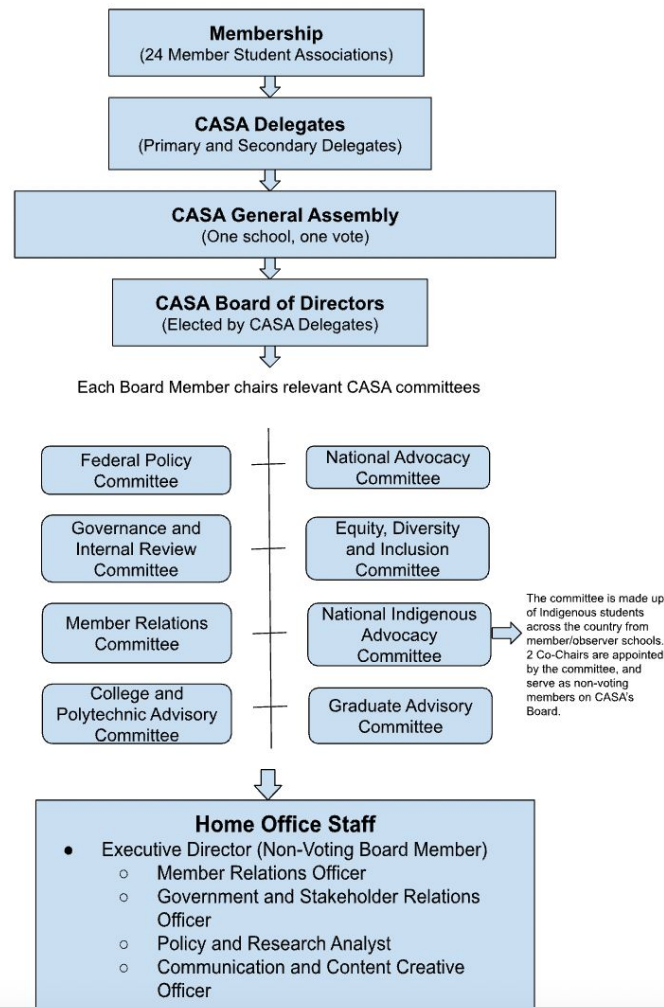 Membership
(24 Member Student Associations)
CASA Delegates
(Primary and Secondary Delegates)
CASA General Assembly
(One school, one vote)
CASA Board of Directors
(Elected by CASA Delegates)
Each Board Member chairs relevant CASA committees
Federal Policy
Committee
National Advocacy
Committee
Governance and
Internal Review
Committee
Equity, Diversity
and Inclusion
Committee
Member Relations
Committee
National Indigenous
Advocacy
Committee
The committee is made up
of Indigenous students
across the country from
member/observer schools.
2 Co-Chairs are appointed
by the committee, and
serve as non-voting
members on CASA's
Board.
College and
Polytechnic Advisory
Committee
Graduate Advisory
Committee
Home Office Staff
● Executive Director (Non-Voting Board Member)
○ Member Relations Officer
○ Government and Stakeholder Relations
Officer
○ Policy and Research Analyst
○ Communication and Content Creative
Officer